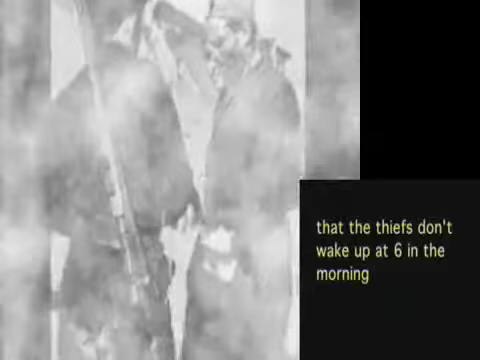 that the thiefs don't
wake up at 6 in the
morning